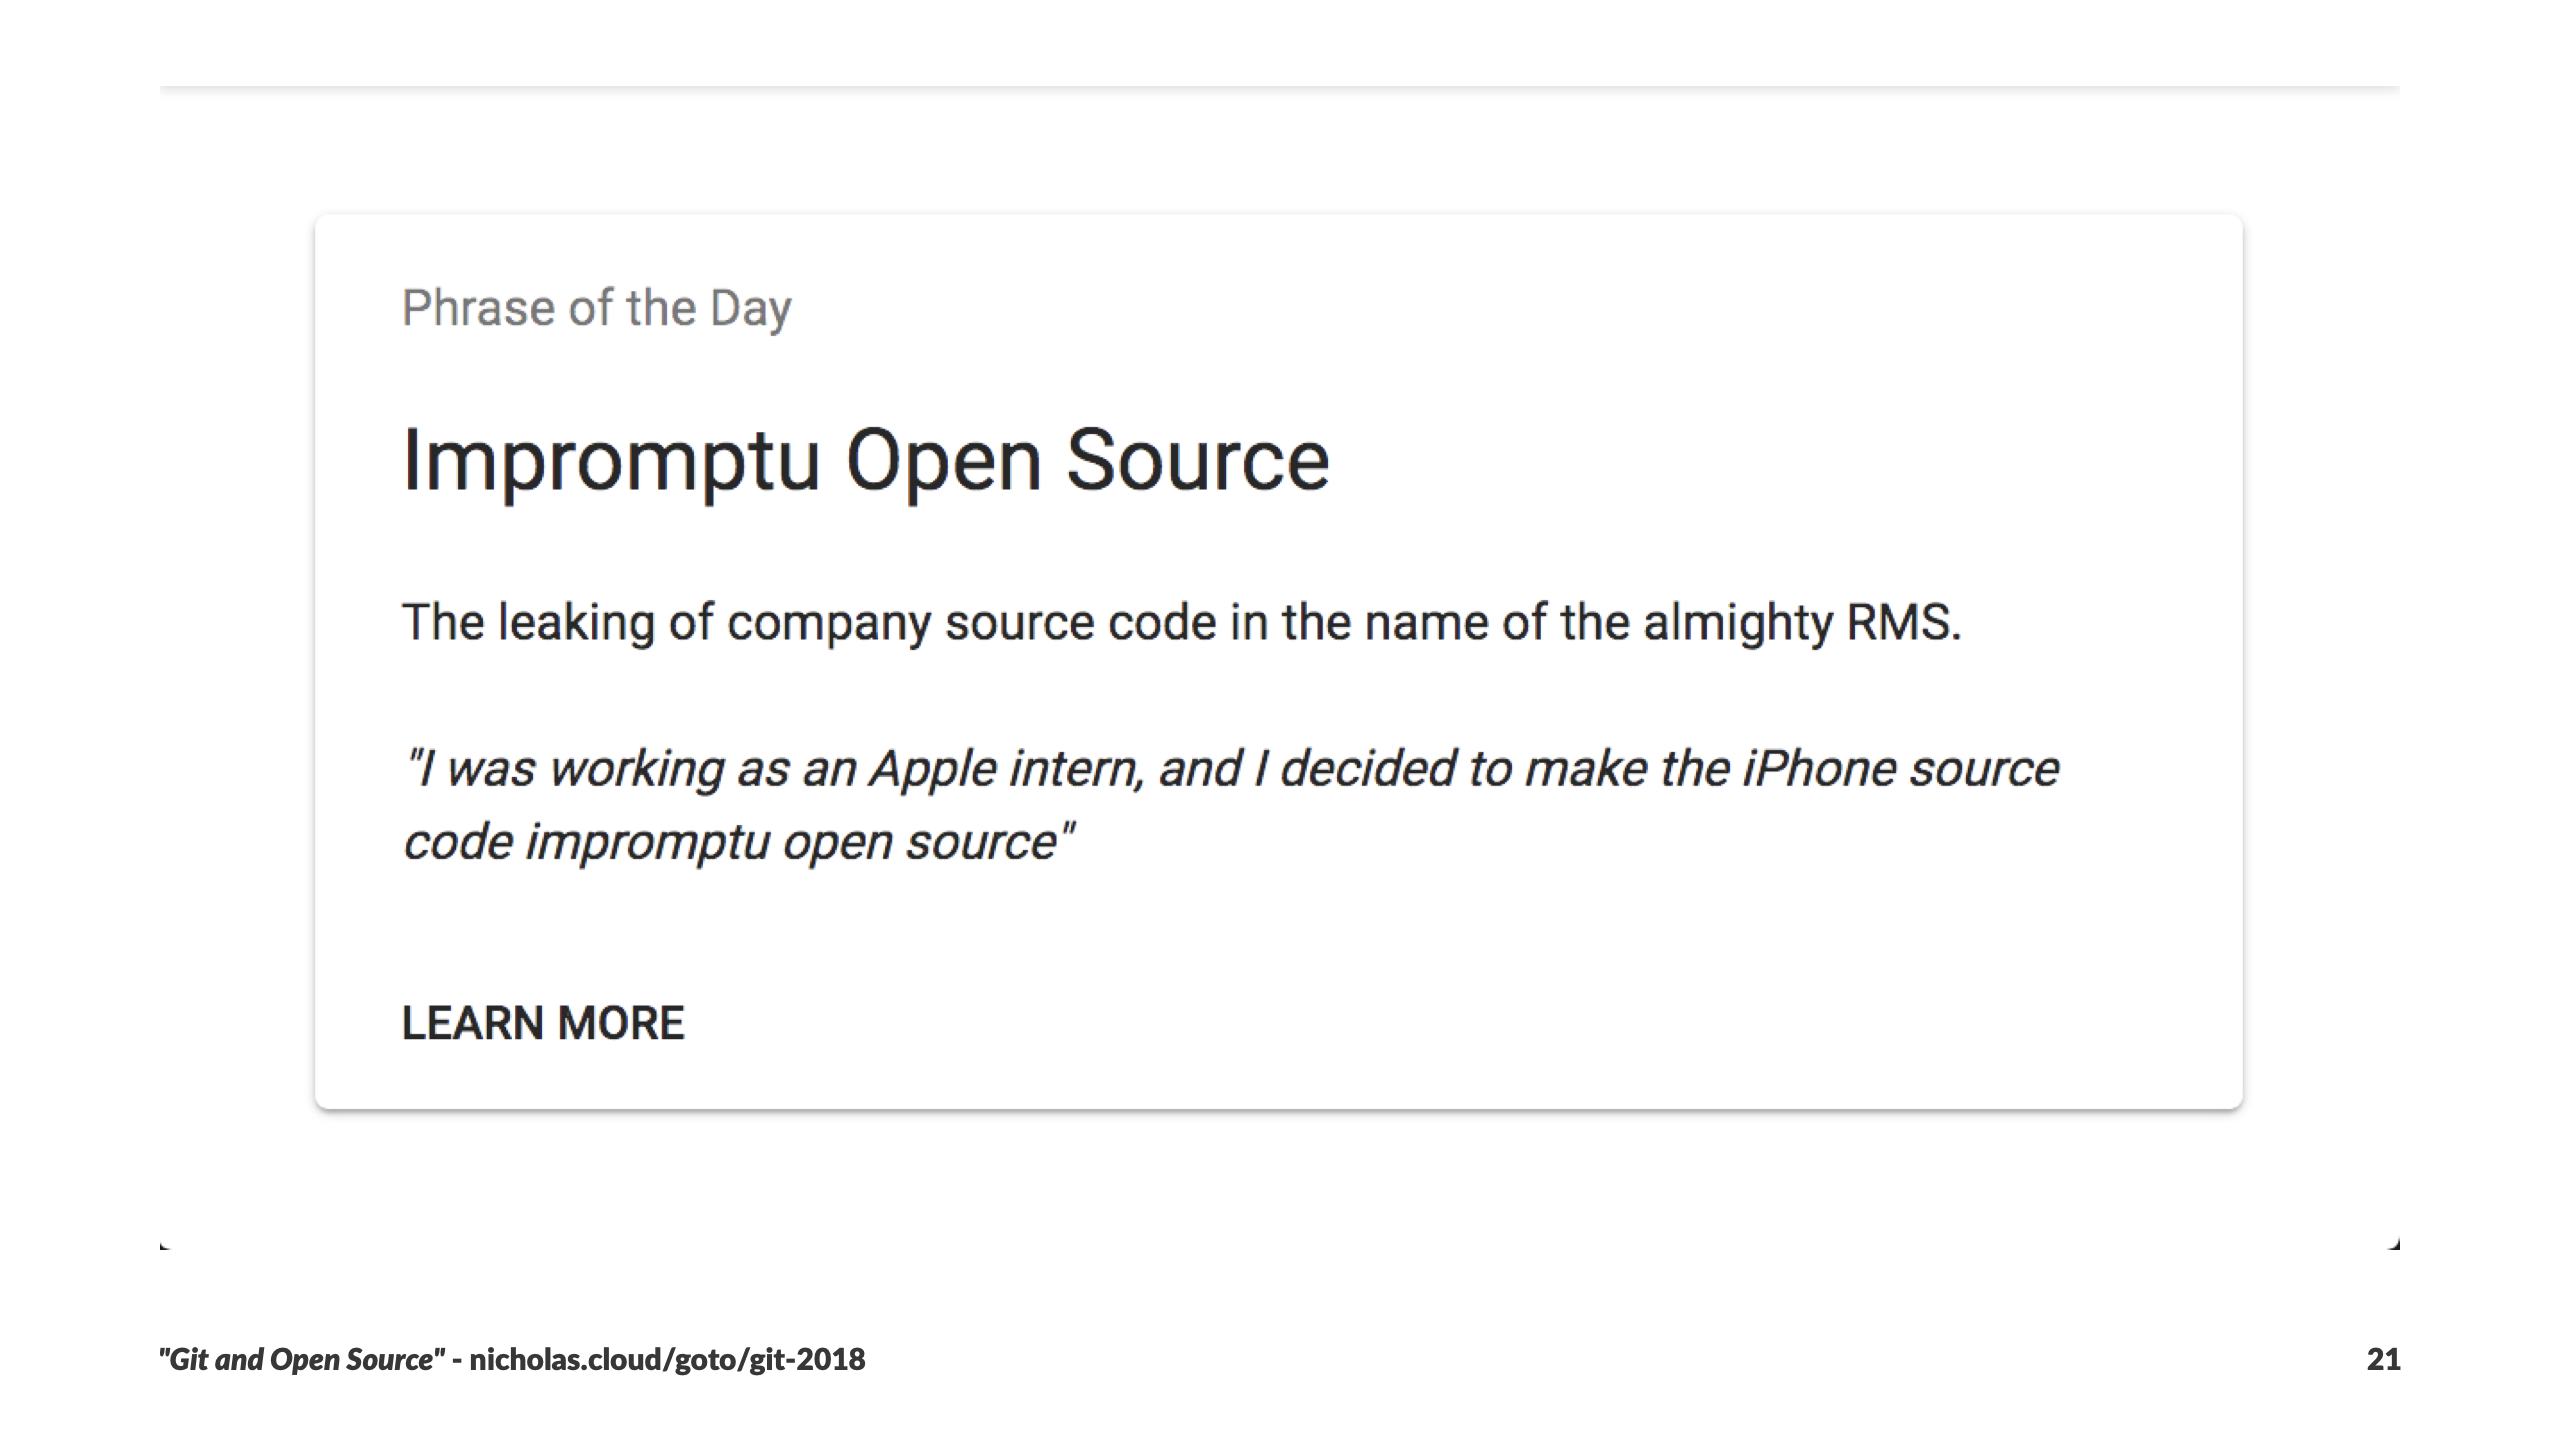 Phrase of the Day
Impromptu Open Source
The leaking of company source code in the name of the almighty RMS.
"I was working as an Apple intern, and I decided to make the iPhone source
code impromptu open source"
LEARN MORE
"Git and Open Source" - nicholas.cloud/goto/git-2018
21